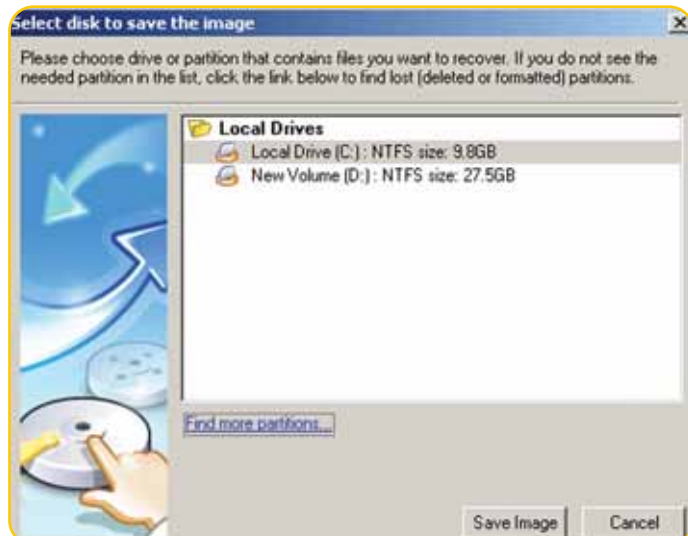 Select disk to save the image
Please choose drive or partition that contains files you want to recover. If you do not see the
needed partition in the list, click the link below to find lost (deleted or formatted) partitions.
Local Drives
Local Drive (C:) : NTFS size: 9.8GB
New Volume (D:) : NTFS size: 27.5GB
Find more partitions...
Save Image
Cancel